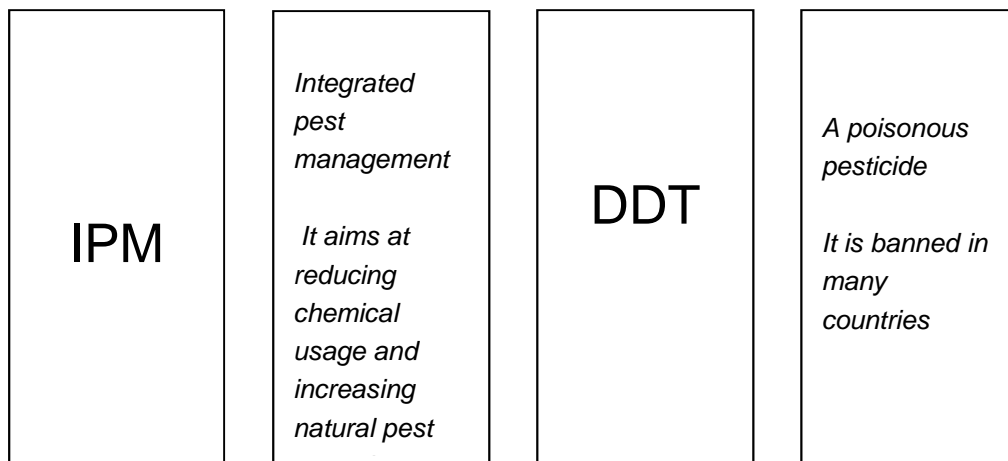 IPM
Integrated
pest
management
It aims at
reducing
chemical
usage and
increasing
natural pest
DDT
A poisonous
pesticide
It is banned in
many
countries